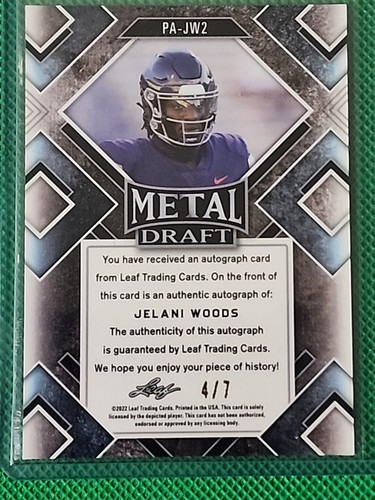 PA-JW2
METAL
DRAFT
You have received an autograph card
from Leaf Trading Cards. On the front of
this card is an authentic autograph of:
JELANI WOODS
The authenticity of this autograph
is guaranteed by Leaf Trading Cards.
We hope you enjoy your piece of history!
Leaf 4/7
©2022 Leaf Trading Cards. Printed in the USA. This card is solely
licensed by the depicted player. This card has not been authorized,
endorsed or approved by any licensing body.